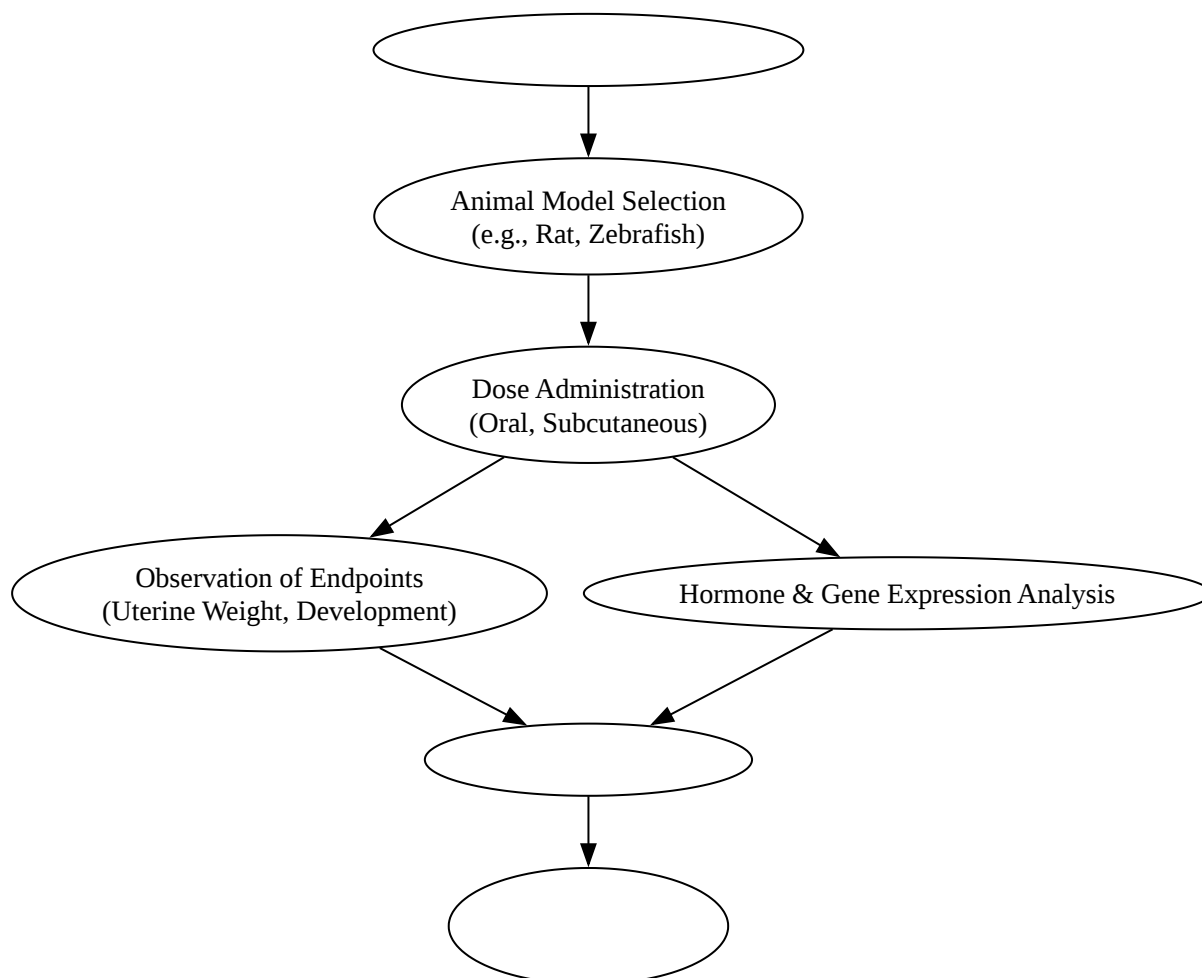 Animal Model Selection
(e.g., Rat, Zebrafish)
Dose Administration
(Oral, Subcutaneous)
Observation of Endpoints
(Uterine Weight, Development)
Hormone & Gene Expression Analysis